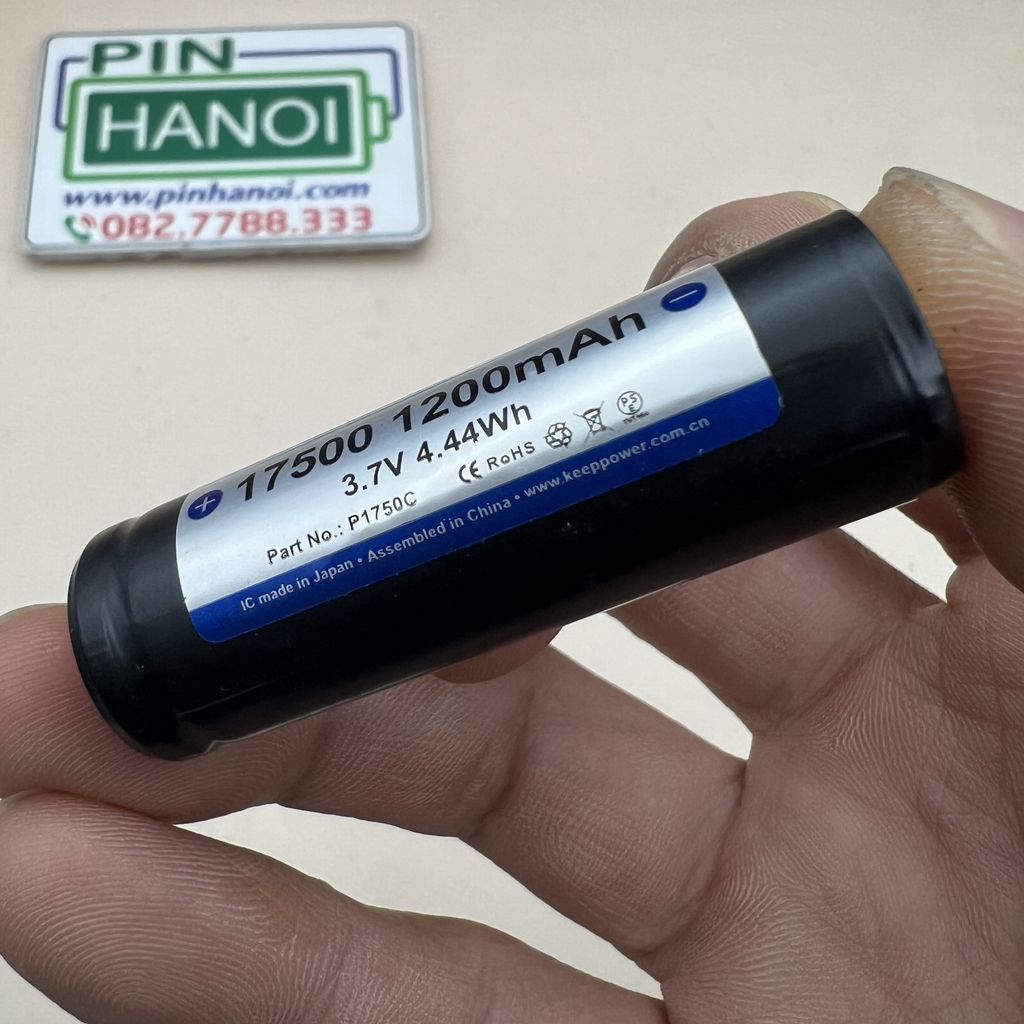 PIN
HANOI
www.pinhanoi.com
082.7788.333
+ 17500 1200mAh −
3.7V 4.44Wh
Part No.: P1750C CE RoHS PSE
IC made in Japan • Assembled in China • www.keeppower.com.cn